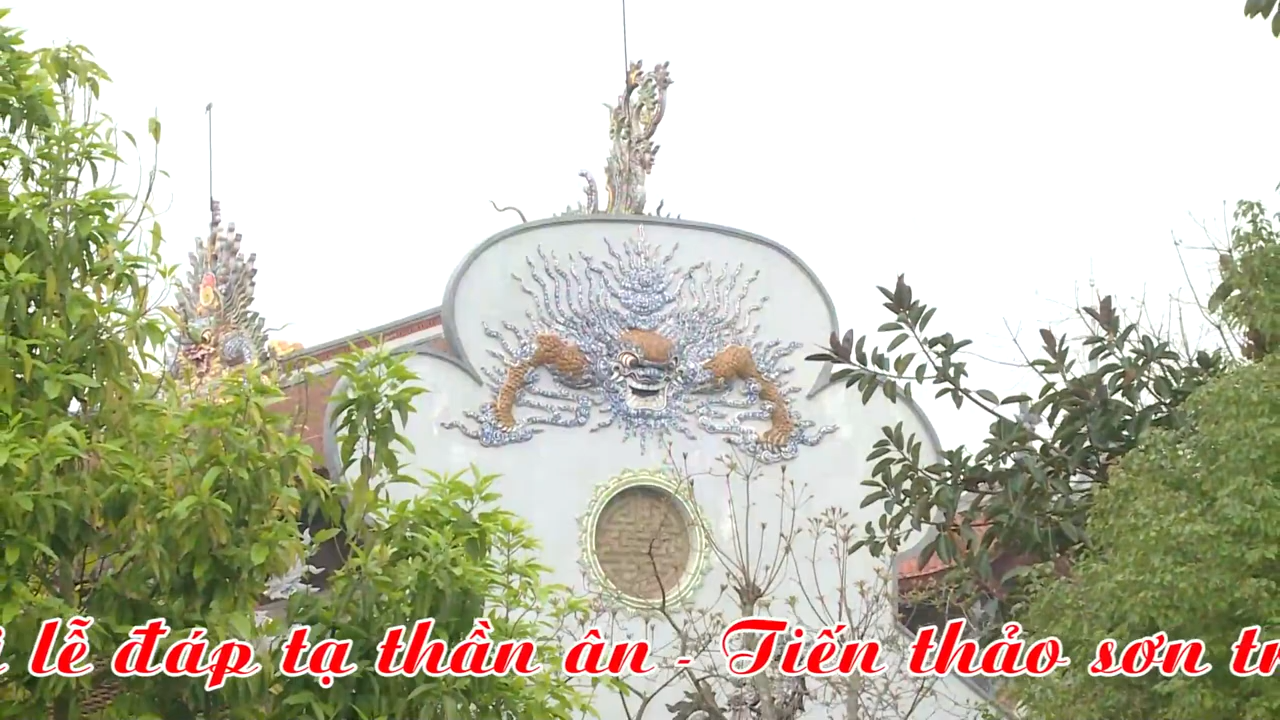 lễ đáp tạ thần ân - Tiến thảo sơn